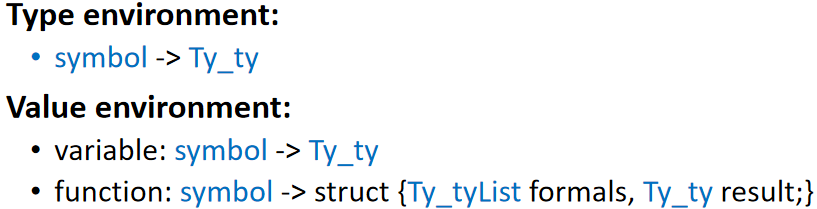 Type environment:
• symbol -> Ty_ty
Value environment:
• variable: symbol -> Ty_ty
• function: symbol -> struct {Ty_tyList formals, Ty_ty result;}